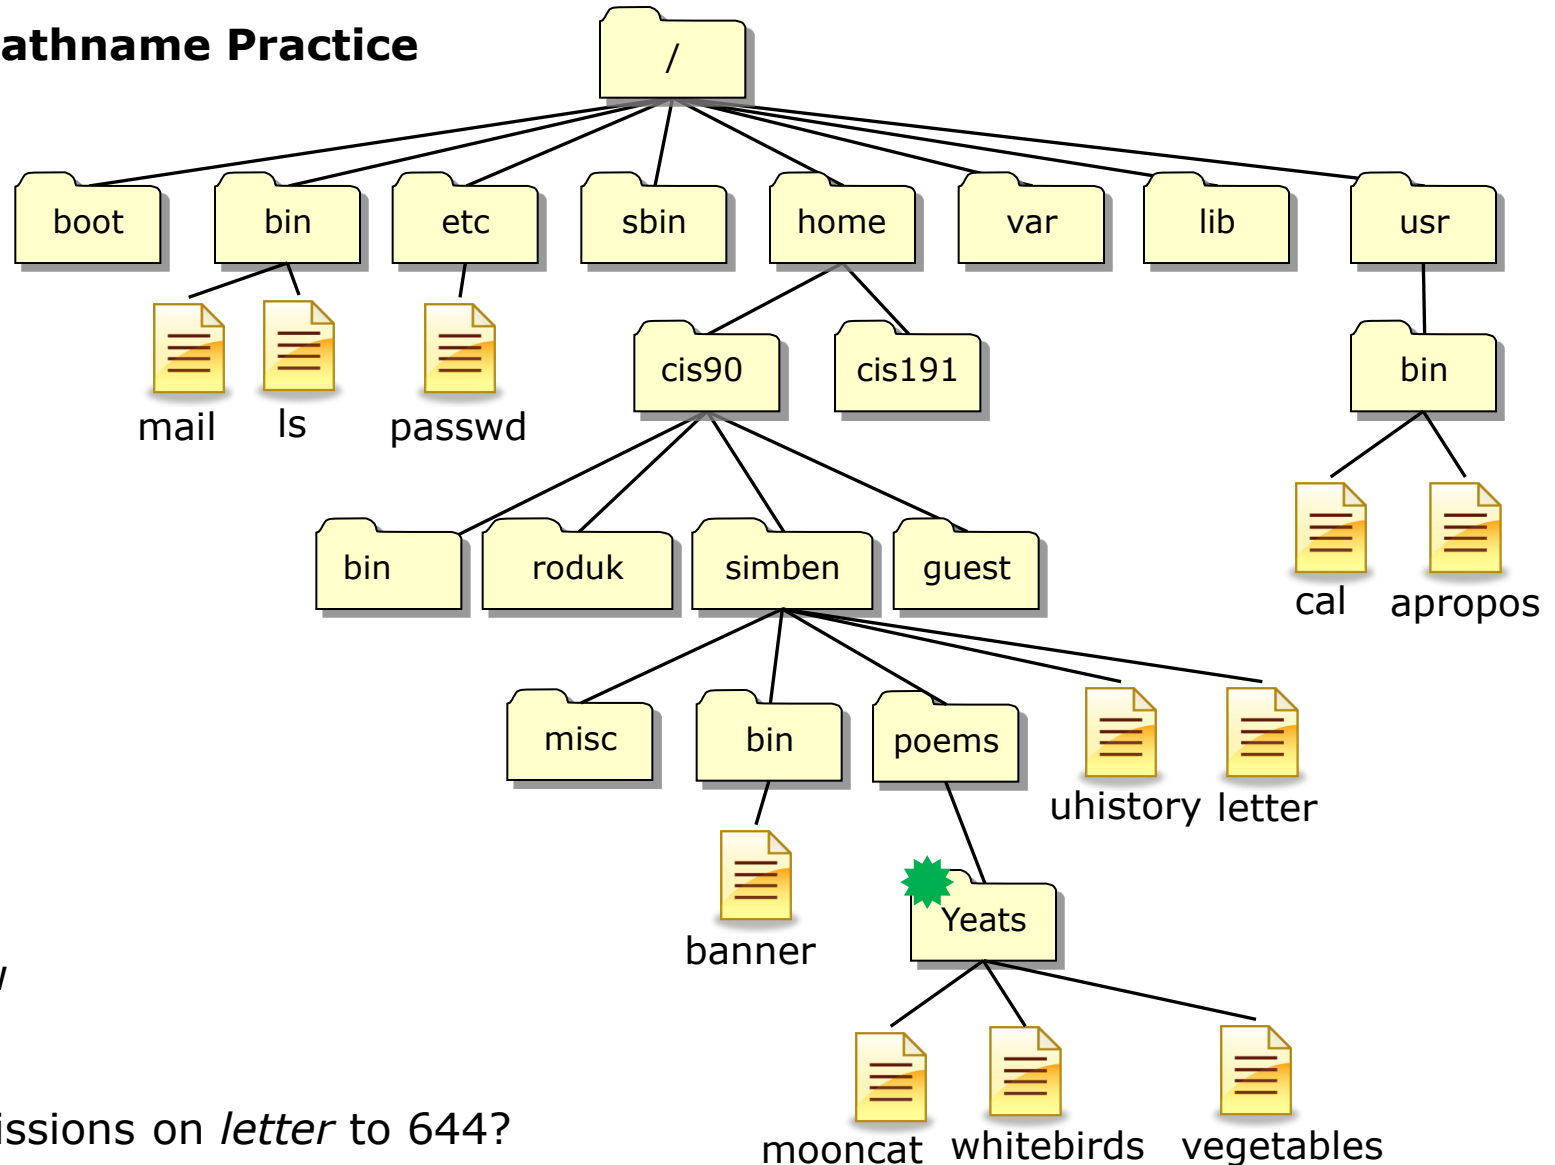 athname Practice
/
boot bin etc sbin home var lib usr
mail ls passwd
cis90 cis191 bin
bin roduk simben guest
cal apropos
misc bin poems
uhistory letter
banner
Yeats
issions on letter to 644?
mooncat whitebirds vegetables